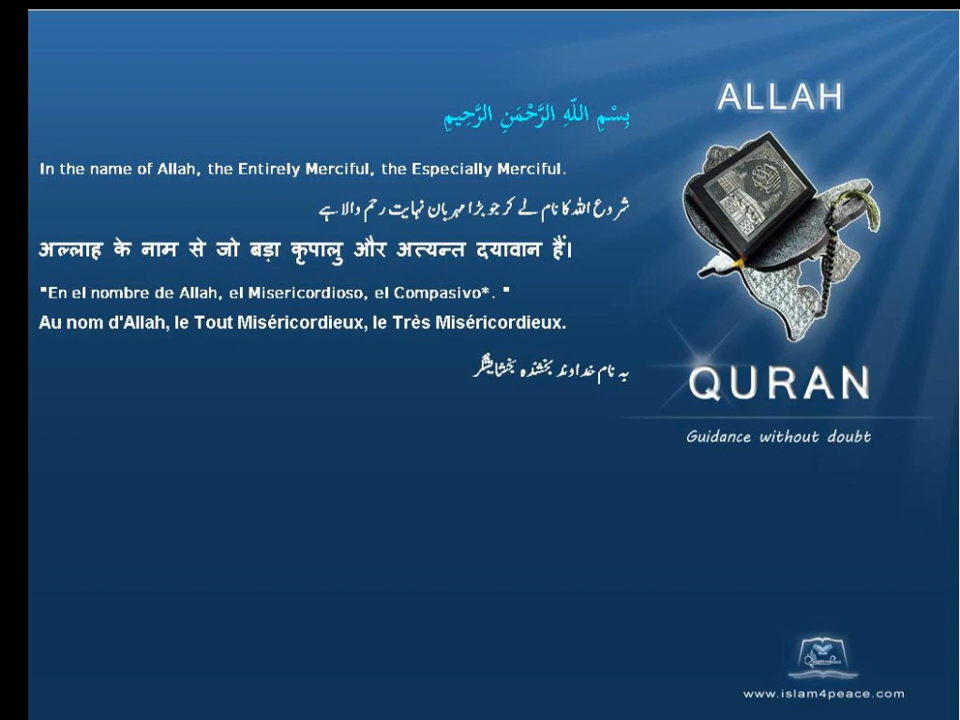 بِسْمِ اللّهِ الرَّحْمَنِ الرَّحِيمِ
In the name of Allah, the Entirely Merciful, the Especially Merciful.
شروع الله کا نام لے کر جو بڑا مہربان نہایت رحم والا ہے
अल्लाह के नाम से जो बड़ा कृपालु और अत्यन्त दयावान हैं।
"En el nombre de Allah, el Misericordioso, el Compasivo*. "
Au nom d'Allah, le Tout Miséricordieux, le Très Miséricordieux.
به نام خداوند بخشنده بخشایشگر
ALLAH
QURAN
Guidance without doubt
www.islam4peace.com